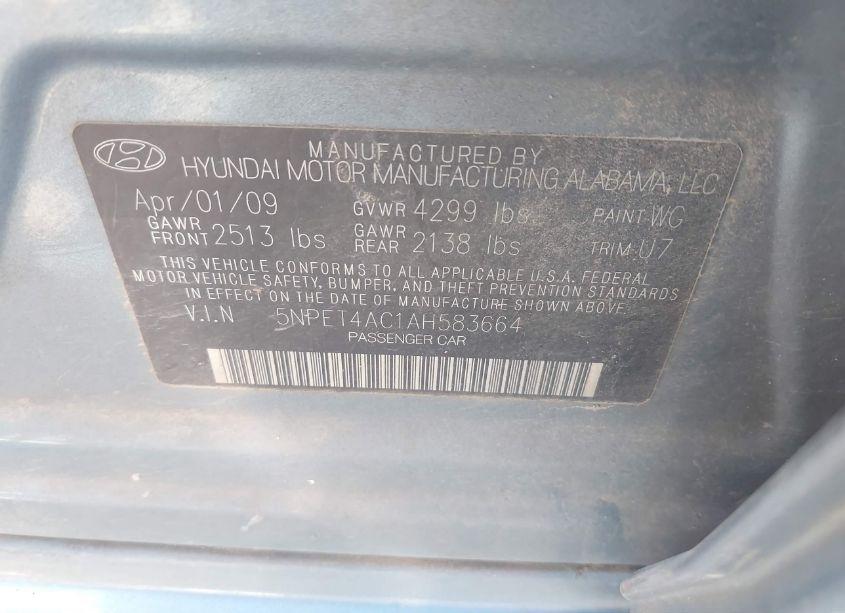 MANUFACTURED BY
HYUNDAI MOTOR MANUFACTURING ALABAMA, LLC
Apr/01/09 GVWR 4299 lbs PAINT: WG
GAWR FRONT 2513 lbs GAWR REAR 2138 lbs TRIM: U7
THIS VEHICLE CONFORMS TO ALL APPLICABLE U.S.A. FEDERAL
MOTOR VEHICLE SAFETY, BUMPER, AND THEFT PREVENTION STANDARDS
IN EFFECT ON THE DATE OF MANUFACTURE SHOWN ABOVE.
V.I.N 5NPET4AC1AH583664
PASSENGER CAR